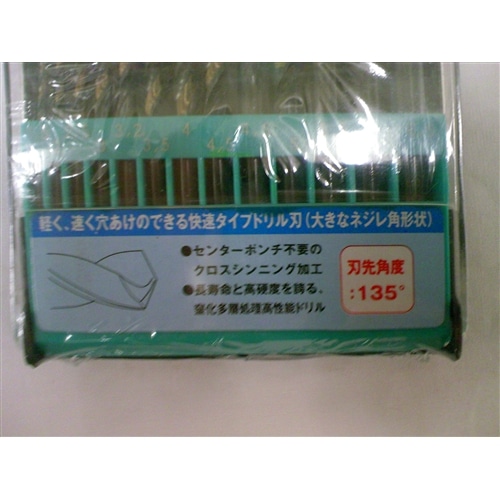 3.2 4
軽く、速く穴あけのできる快速タイプドリル刃(大きなネジレ角形状)
●センターポンチ不要の
クロスシンニング加工
●長寿命と高硬度を誇る。
窒化多層処理高性能ドリル
刃先角度
:135°